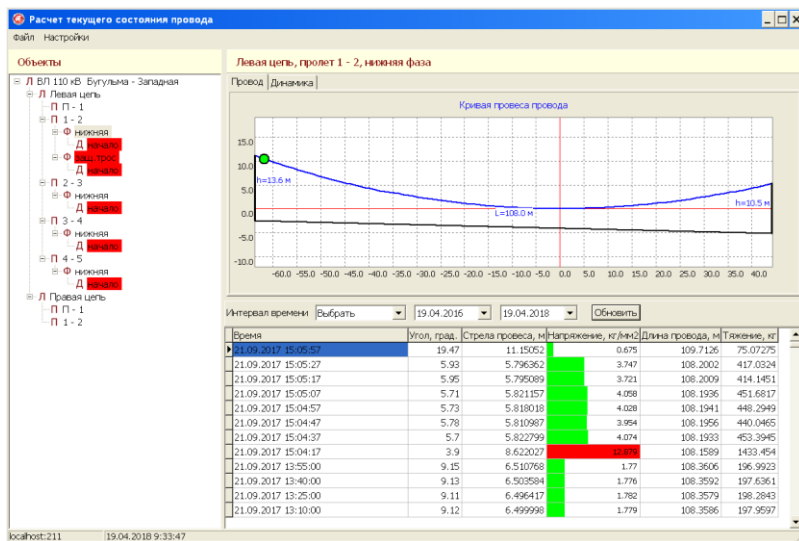 Расчет текущего состояния провода
Файл Настройки
Объекты
Левая цепь, пролет 1 - 2, нижняя фаза
Л ВЛ 110 кВ Бугульма - Западная
Л Левая цепь
П П - 1
П 1 - 2
Ф нижняя
Д начало
Ф защ.трос
Д начало
П 2 - 3
Ф нижняя
Д начало
П 3 - 4
Ф нижняя
Д начало
П 4 - 5
Ф нижняя
Д начало
Л Правая цепь
П П - 1
П 1 - 2
Провод Динамика
Кривая провеса провода
15.0
10.0
5.0
0.0
-5.0
-10.0
h=13.6 м
L=108.0 м
h=10.5 м
-60.0 -55.0 -50.0 -45.0 -40.0 -35.0 -30.0 -25.0 -20.0 -15.0 -10.0 -5.0 0.0 5.0 10.0 15.0 20.0 25.0 30.0 35.0 40.0
Интервал времени Выбрать 19.04.2016 19.04.2018 Обновить
Время Угол, град. Стрела провеса, м Напряжение, кг/мм2 Длина провода, м Тяжение, кг
21.09.2017 15:05:57 19.47 11.15052 0.675 109.7126 75.07275
21.09.2017 15:05:27 5.93 5.796362 3.747 108.2002 417.0324
21.09.2017 15:05:17 5.95 5.795089 3.721 108.2009 414.1451
21.09.2017 15:05:07 5.71 5.821157 4.058 108.1936 451.6817
21.09.2017 15:04:57 5.73 5.818018 4.028 108.1941 448.2949
21.09.2017 15:04:47 5.78 5.810987 3.954 108.1956 440.0465
21.09.2017 15:04:37 5.7 5.822799 4.074 108.1933 453.3945
21.09.2017 15:04:17 3.9 8.622027 12.879 108.1589 1433.454
21.09.2017 13:55:00 9.15 6.510768 1.77 108.3606 196.9923
21.09.2017 13:40:00 9.13 6.503584 1.776 108.3592 197.6361
21.09.2017 13:25:00 9.11 6.496417 1.782 108.3579 198.2843
21.09.2017 13:10:00 9.12 6.499998 1.779 108.3586 197.9597
localhost:211 19.04.2018 9:33:47